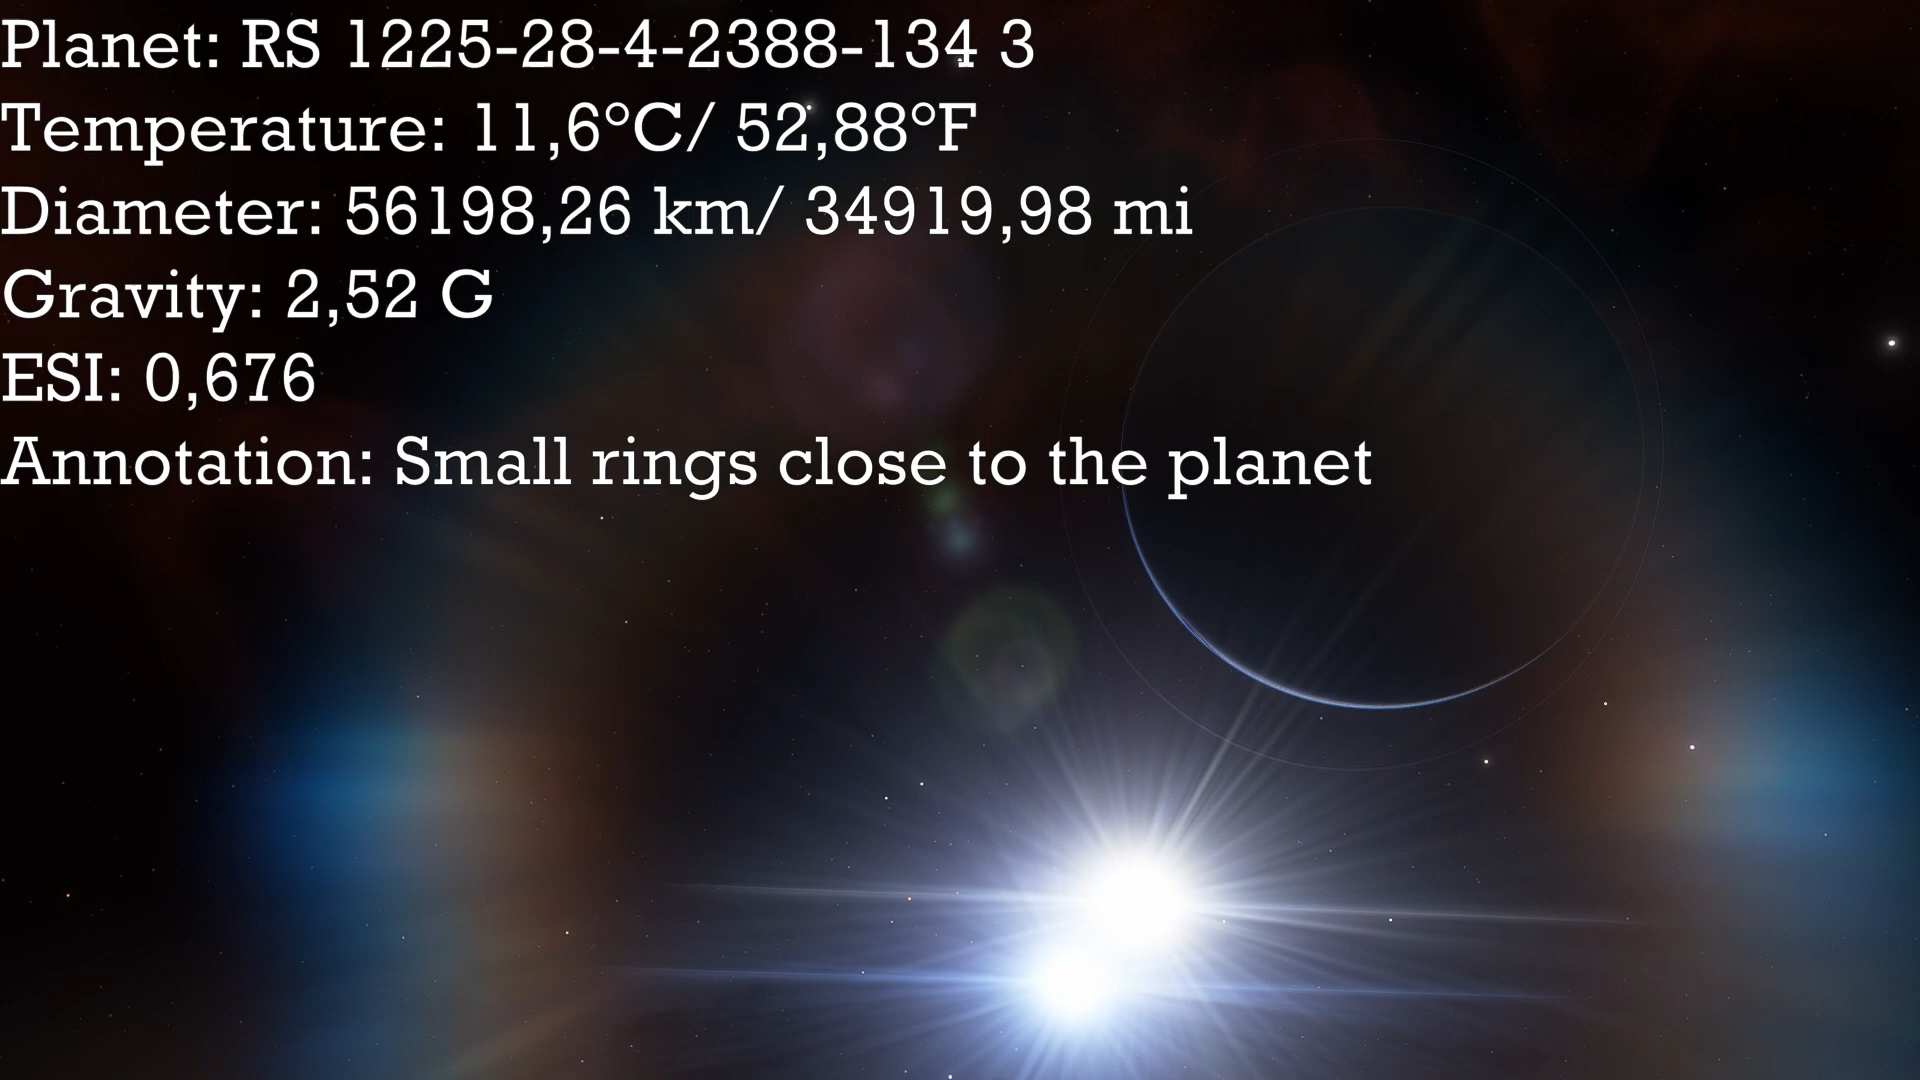 Planet: RS 1225-28-4-2388-134 3
Temperature: 11,6°C/ 52,88°F
Diameter: 56198,26 km/ 34919,98 mi
Gravity: 2,52 G
ESI: 0,676
Annotation: Small rings close to the planet